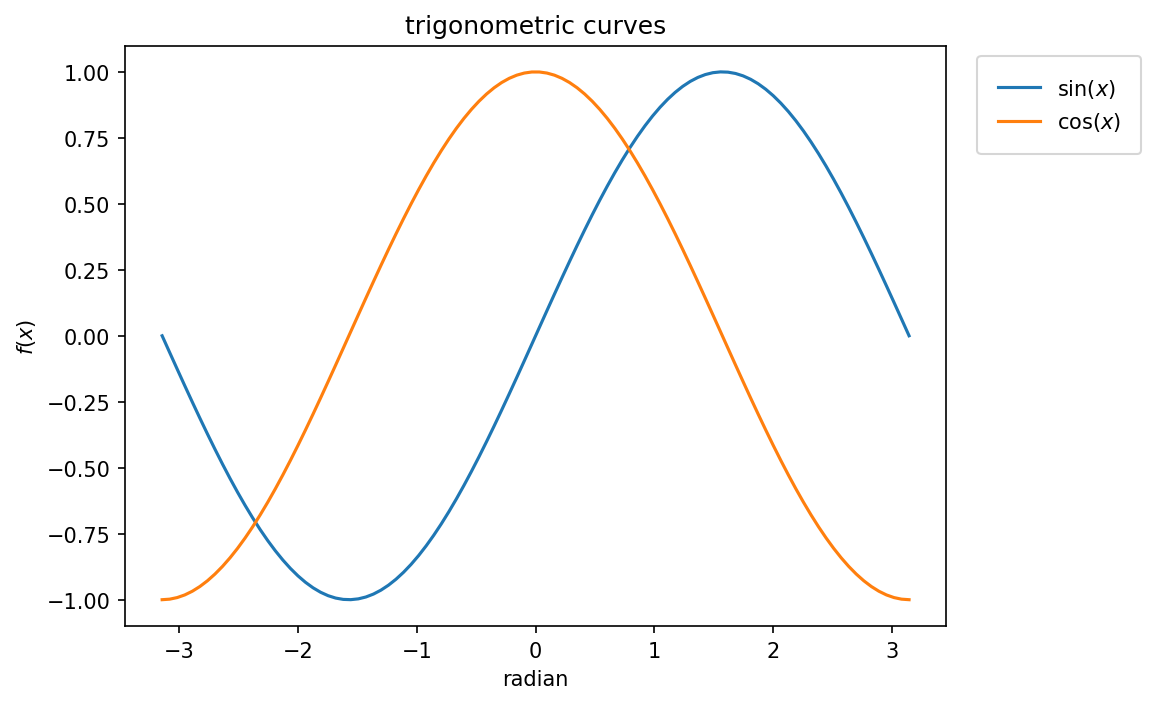 trigonometric curves
sin(x)
cos(x)
1.00
0.75
0.50
0.25
0.00
−0.25
−0.50
−0.75
−1.00
f(x)
−3 −2 −1 0 1 2 3
radian